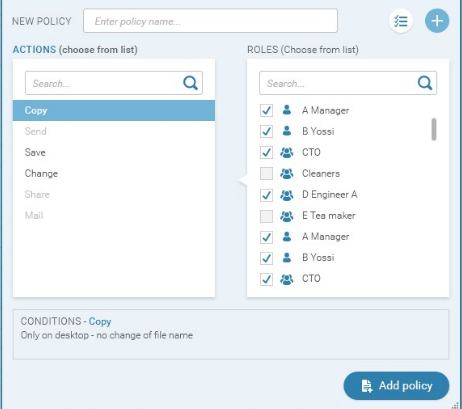 NEW POLICY Enter policy name...
ACTIONS (choose from list)
Search...
Copy
Send
Save
Change
Share
Mail
ROLES (Choose from list)
Search...
A Manager
B Yossi
CTO
Cleaners
D Engineer A
E Tea maker
A Manager
B Yossi
CTO
CONDITIONS - Copy
Only on desktop - no change of file name
Add policy